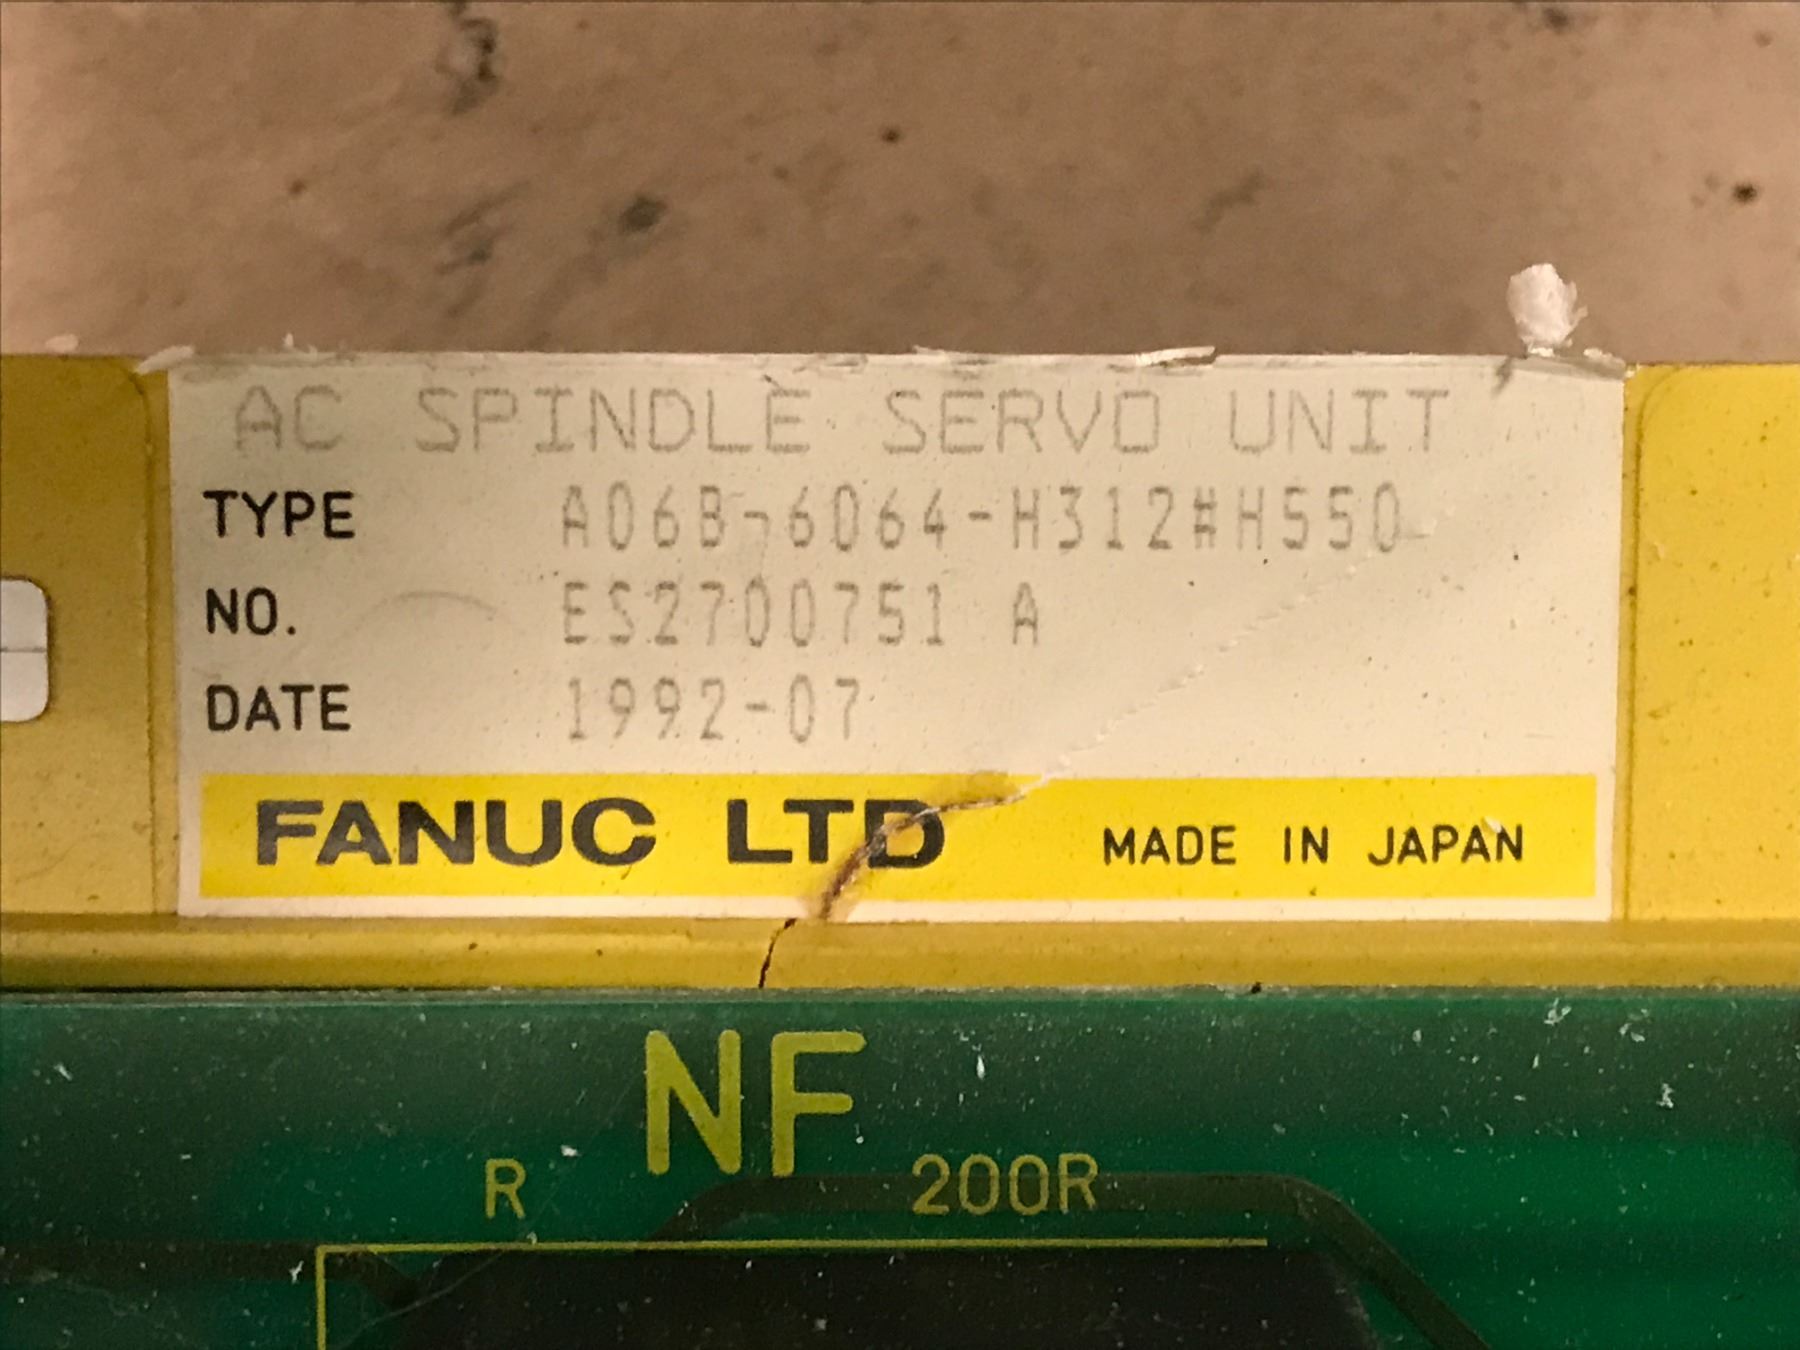 AC SPINDLE SERVO UNIT
TYPE A06B-6064-H312#H550
NO. ES2700751 A
DATE 1992-07
FANUC LTD MADE IN JAPAN
NF
R 200R